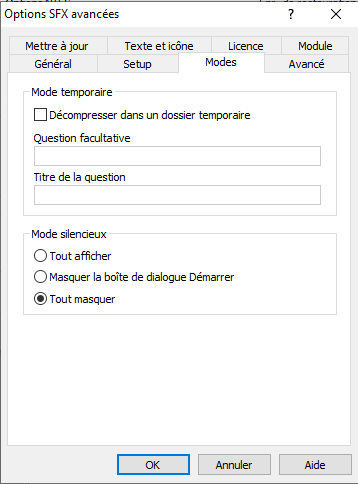 Options SFX avancées ? ×
Mettre à jour Texte et icône Licence Module
Général Setup Modes Avancé
Mode temporaire
Décompresser dans un dossier temporaire
Question facultative
Titre de la question
Mode silencieux
Tout afficher
Masquer la boîte de dialogue Démarrer
Tout masquer
OK Annuler Aide